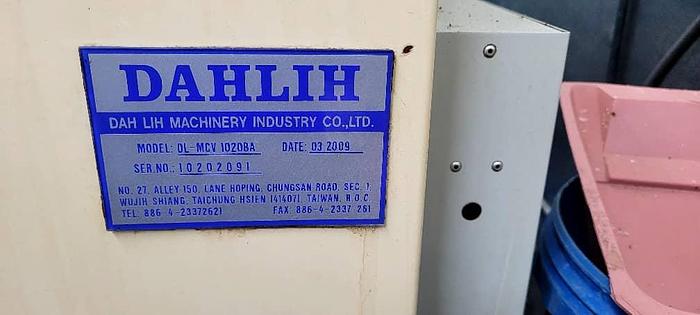 DAHLIH
DAH LIH MACHINERY INDUSTRY CO.,LTD.
MODEL: DL-MCV 1020BA DATE: 03 2009
SER.NO.: 10202091
NO. 27, ALLEY 150, LANE HOPING, CHUNGSAN ROAD, SEC. 1,
WUJIH SHIANG, TAICHUNG HSIEN (41407), TAIWAN, R.O.C.
TEL: 886-4-23372621 FAX: 886-4-2337 261